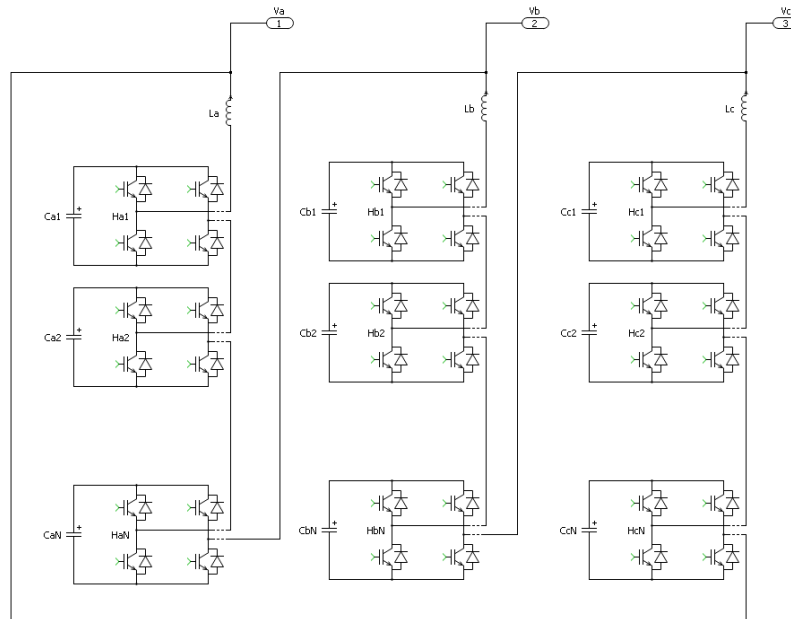 Va
1
Vb
2
Vc
3
La
Lb
Lc
Ca1
+
Ha1
Cb1
+
Hb1
Cc1
+
Hc1
Ca2
+
Ha2
Cb2
+
Hb2
Cc2
+
Hc2
CaN
+
HaN
CbN
+
HbN
CcN
+
HcN